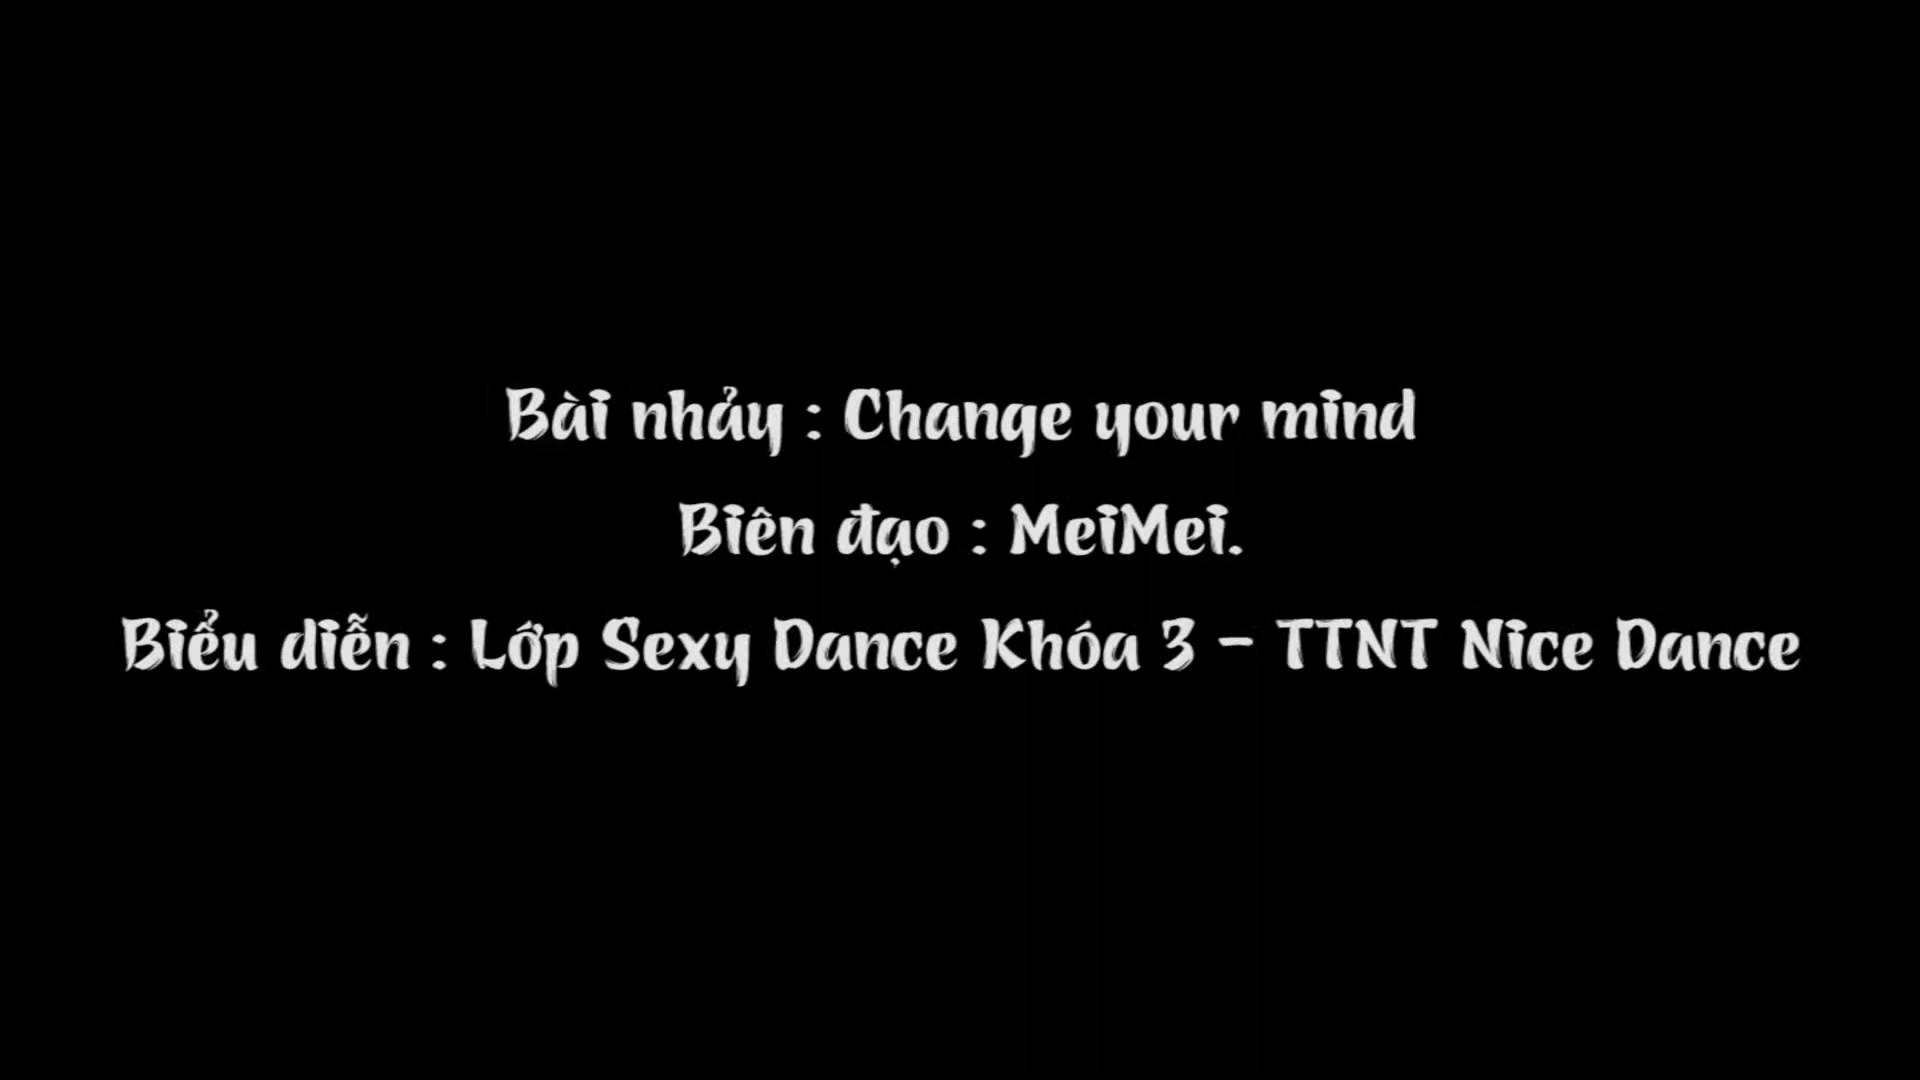 Bài nhảy : Change your mind
Biên đạo : MeiMei.
Biểu diễn : Lớp Sexy Dance Khóa 3 - TTNT Nice Dance